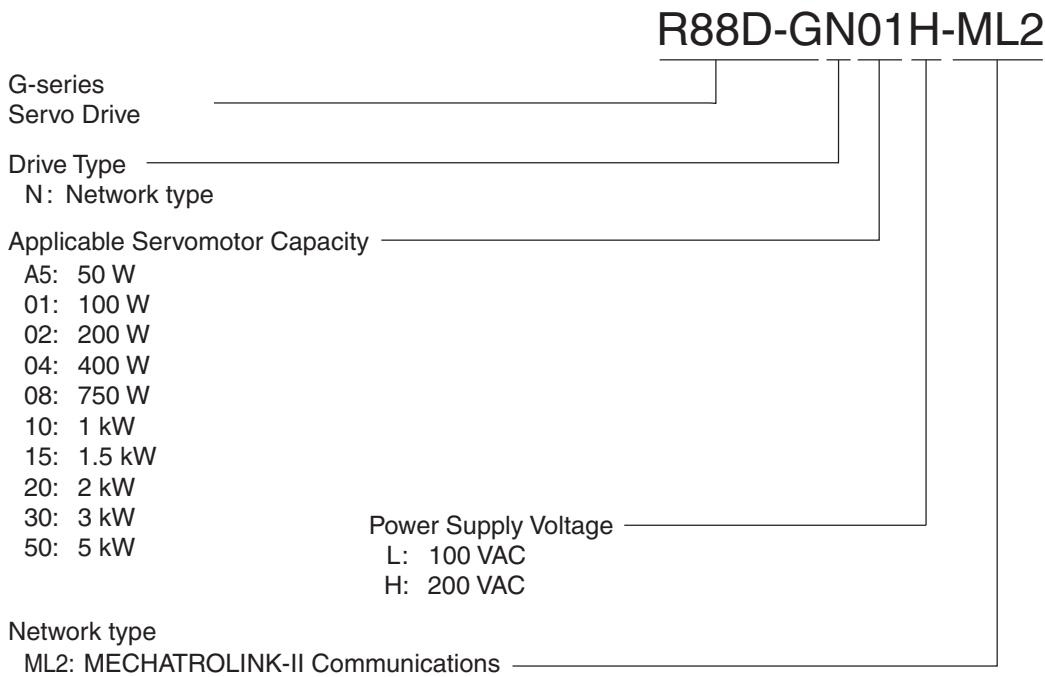 R88D-GN01H-ML2
G-series
Servo Drive
Drive Type
N: Network type
Applicable Servomotor Capacity
A5: 50 W
01: 100 W
02: 200 W
04: 400 W
08: 750 W
10: 1 kW
15: 1.5 kW
20: 2 kW
30: 3 kW
50: 5 kW
Power Supply Voltage
L: 100 VAC
H: 200 VAC
Network type
ML2: MECHATROLINK-II Communications